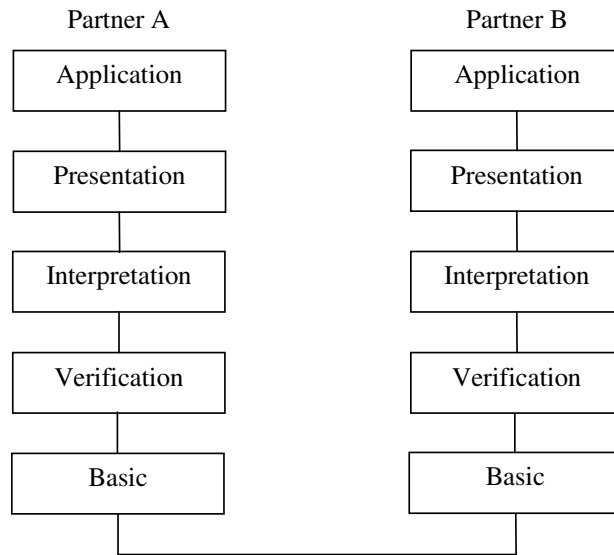 Partner A
Partner B
Application
Application
Presentation
Presentation
Interpretation
Interpretation
Verification
Verification
Basic
Basic